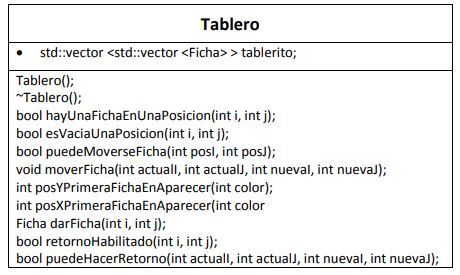 Tablero
• std::vector <std::vector <Ficha> > tablerito;
Tablero();
~Tablero();
bool hayUnaFichaEnUnaPosicion(int i, int j);
bool esVaciaUnaPosicion(int i, int j);
bool puedeMoverseFicha(int posI, int posJ);
void moverFicha(int actualI, int actualJ, int nuevaI, int nuevaJ);
int posYPrimeraFichaEnAparecer(int color);
int posXPrimeraFichaEnAparecer(int color
Ficha darFicha(int i, int j);
bool retornoHabilitado(int i, int j);
bool puedeHacerRetorno(int actualI, int actualJ, int nuevaI, int nuevaJ);